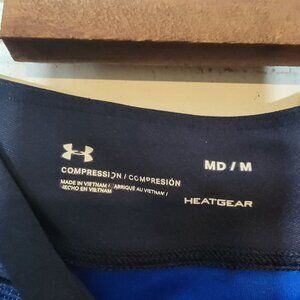 COMPRESSION / COMPRESIÓN
MD / M
MADE IN VIETNAM / FABRIQUÉ AU VIETNAM /
HECHO EN VIETNAM
HEATGEAR